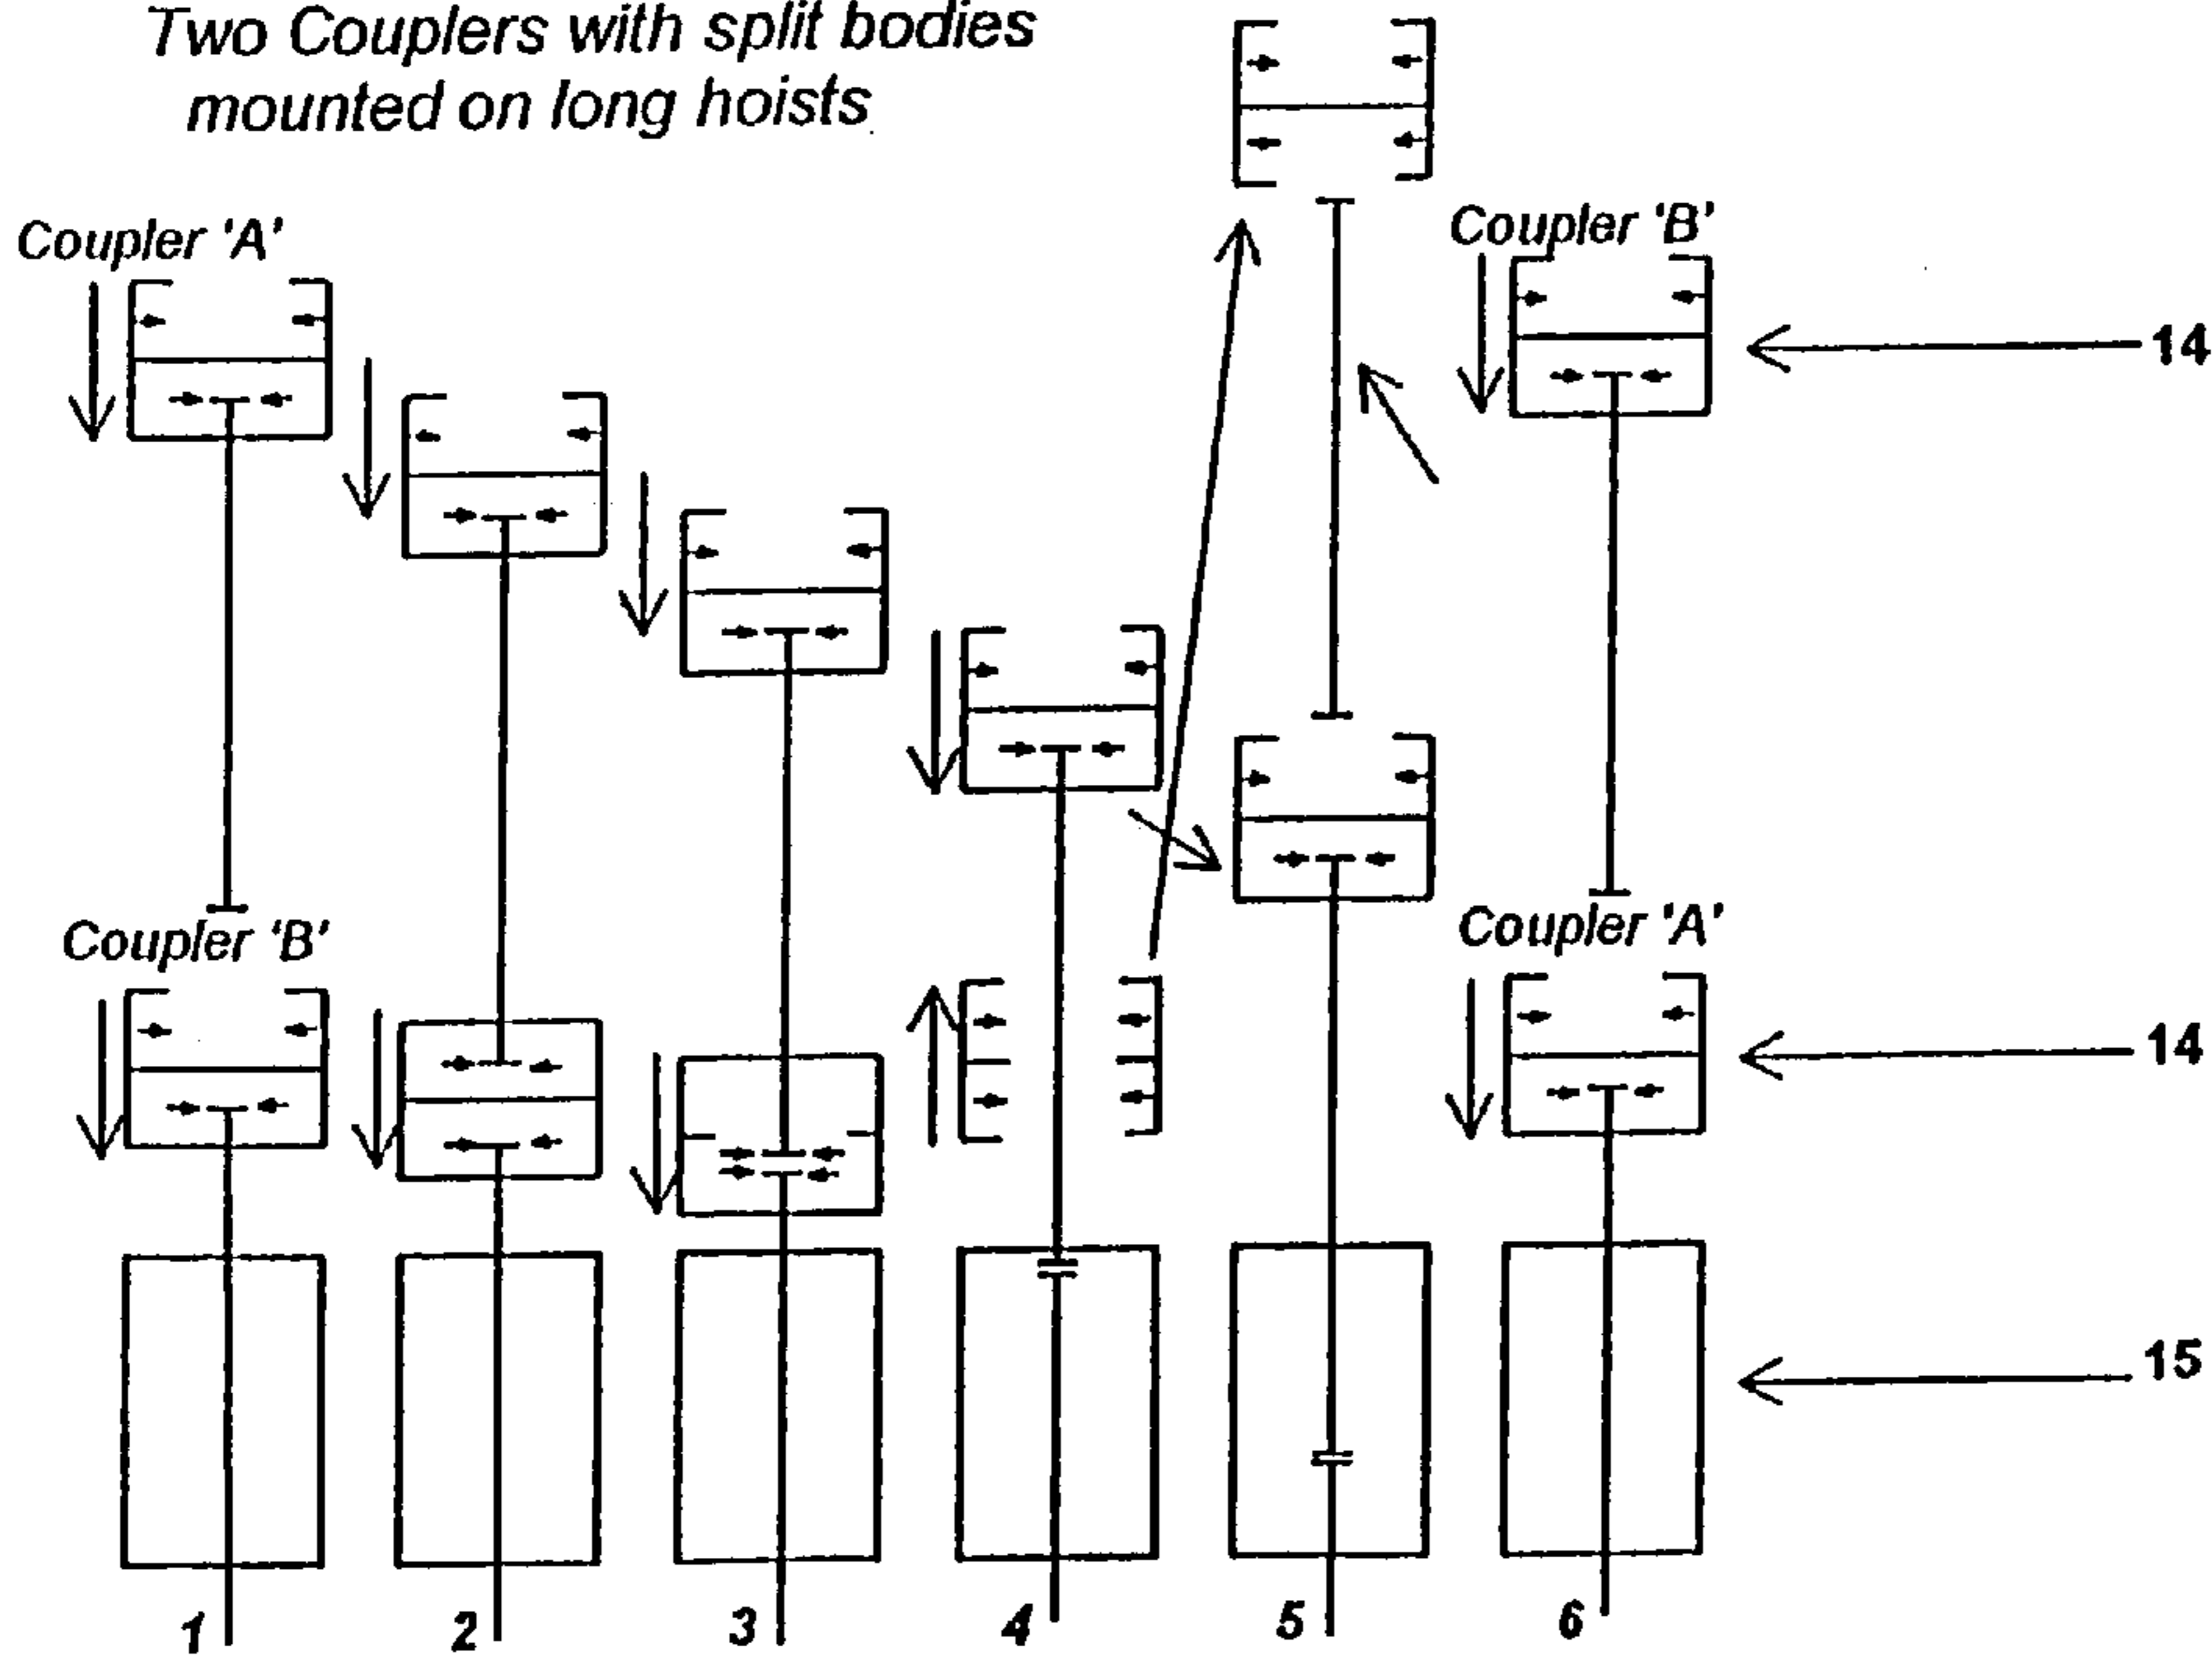 Two Couplers with split bodies
mounted on long hoists
Coupler 'A'
Coupler 'B'
14
Coupler 'B'
Coupler 'A'
14
15
1
2
3
4
5
6